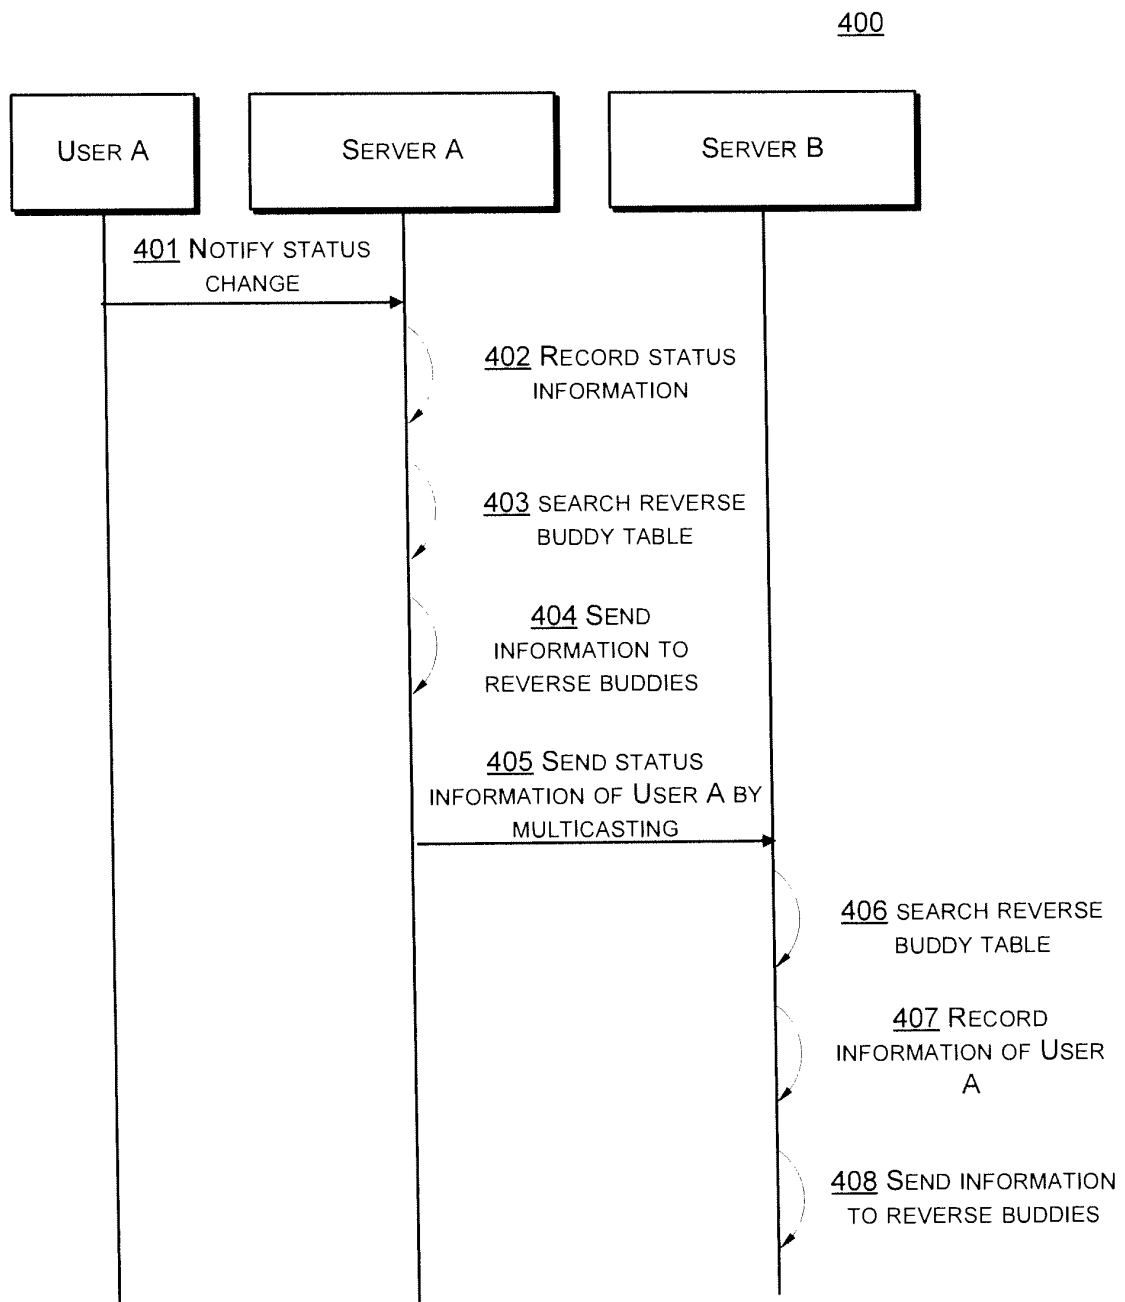 400
USER A
SERVER A
SERVER B
401 NOTIFY STATUS
CHANGE
402 RECORD STATUS
INFORMATION
403 SEARCH REVERSE
BUDDY TABLE
404 SEND
INFORMATION TO
REVERSE BUDDIES
405 SEND STATUS
INFORMATION OF USER A BY
MULTICASTING
406 SEARCH REVERSE
BUDDY TABLE
407 RECORD
INFORMATION OF USER
A
408 SEND INFORMATION
TO REVERSE BUDDIES